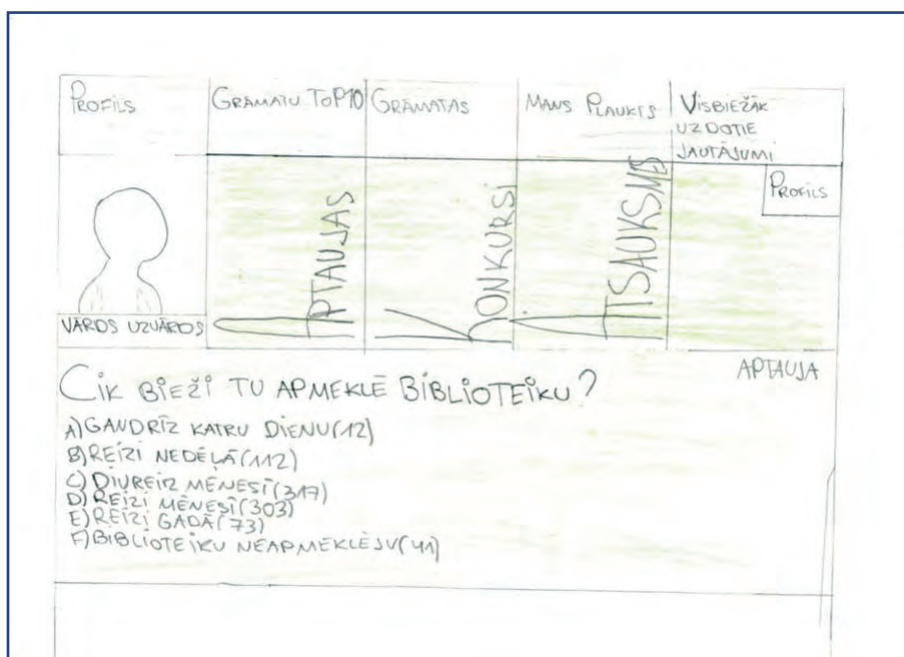 PROFILS
GRĀMATU TOP10
GRĀMATAS
MANS PLAUKTS
VISBIEŽĀK
UZDOTIE
JAUTĀJUMI
PROFILS
APTAUJAS
KONKURSI
ATSAUKSMES
VĀRDS UZVĀRDS
APTAUJA
CIK BIEŽI TU APMEKLĒ BIBLIOTEIKU?
A) GANDRĪZ KATRU DIENU (12)
B) REIZI NEDĒĻĀ (112)
C) DIVREIZ MĒNESĪ (317)
D) REIZI MĒNESĪ (303)
E) REIZI GADĀ (73)
F) BIBLIOTEIKU NEAPMEKLĒJU (41)